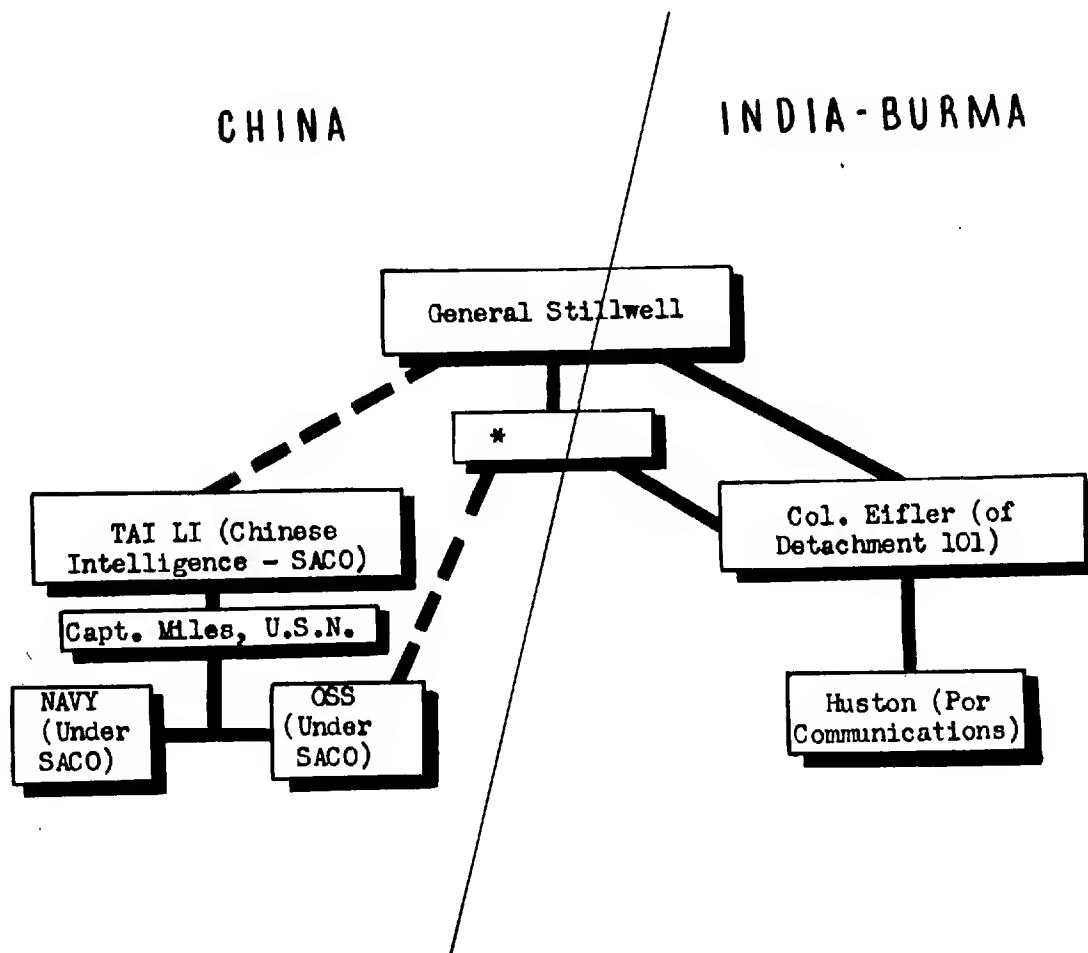 CHINA
INDIA-BURMA
General Stillwell
*
TAI LI (Chinese
Intelligence - SACO)
Col. Eifler (of
Detachment 101)
Capt. Miles, U.S.N.
NAVY
(Under
SACO)
OSS
(Under
SACO)
Huston (Por
Communications)